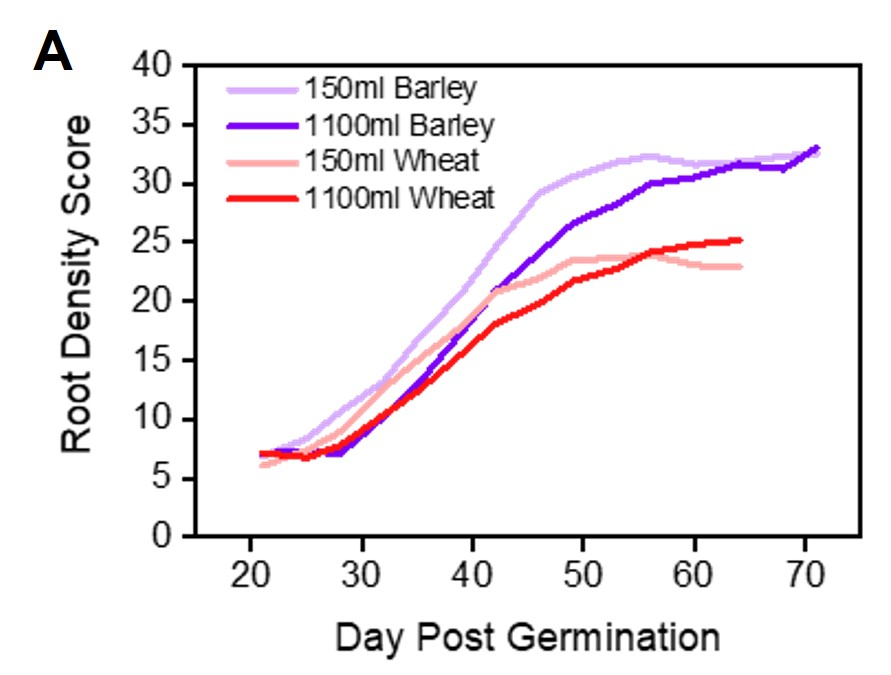 A
Root Density Score
40
35
30
25
20
15
10
5
0
150ml Barley
1100ml Barley
150ml Wheat
1100ml Wheat
20 30 40 50 60 70
Day Post Germination